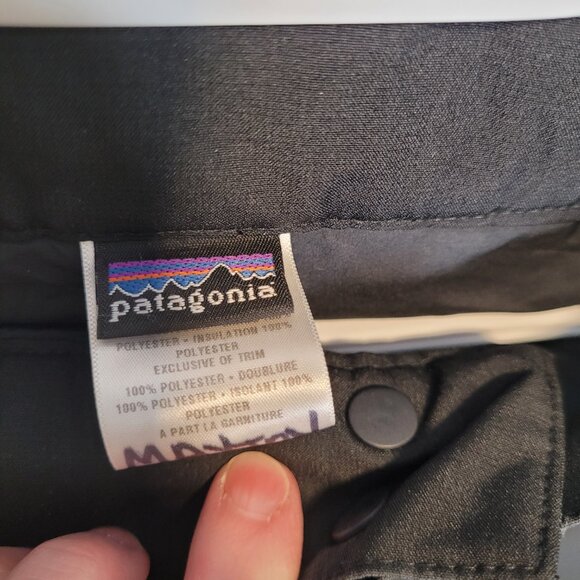 patagonia
POLYESTER • INSULATION 100%
POLYESTER
EXCLUSIVE OF TRIM
100% POLYESTER • DOUBLURE
100% POLYESTER • ISOLANT 100%
POLYESTER
A PART LA GARNITURE